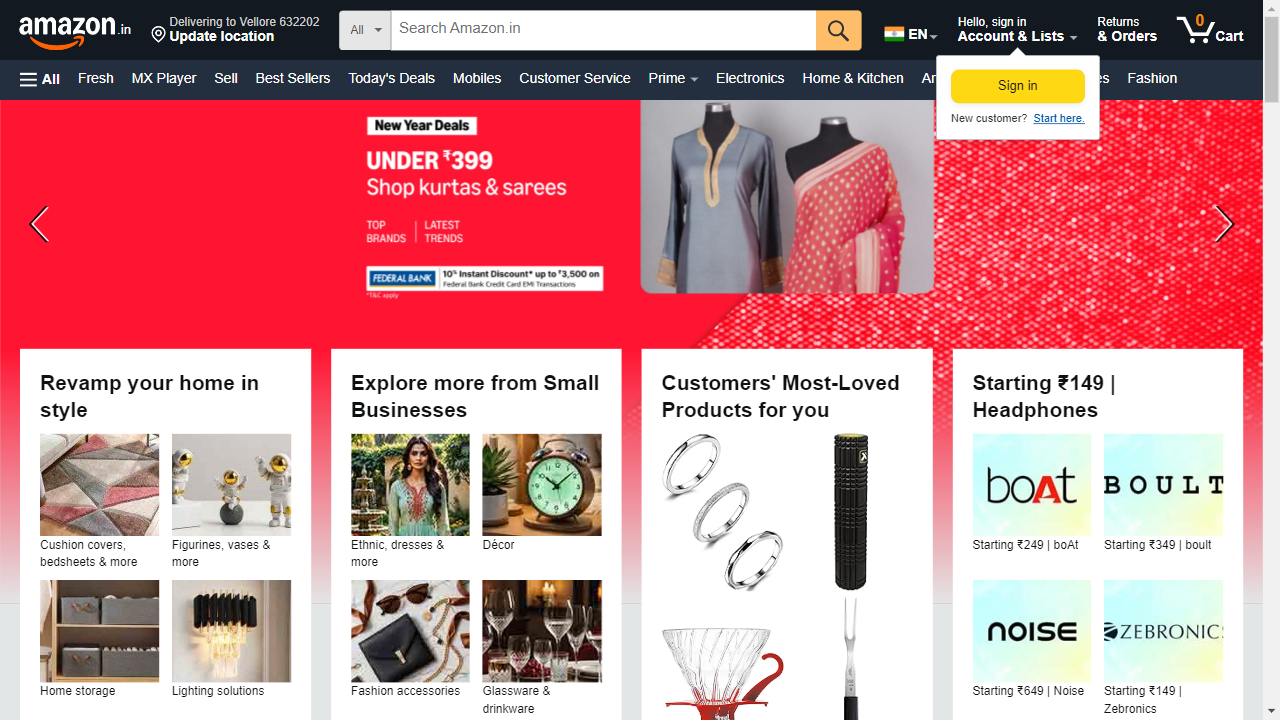 amazon.in
Delivering to Vellore 632202
Update location
All
Search Amazon.in
EN
Hello, sign in
Account & Lists
Returns
& Orders
0
Cart
All
Fresh
MX Player
Sell
Best Sellers
Today's Deals
Mobiles
Customer Service
Prime
Electronics
Home & Kitchen
Fashion
Sign in
New customer? Start here.
New Year Deals
UNDER ₹399
Shop kurtas & sarees
TOP BRANDS
LATEST TRENDS
FEDERAL BANK
10% Instant Discount* up to ₹3,500 on
Federal Bank Credit Card EMI Transactions
*T&C apply
Revamp your home in
style
Cushion covers,
bedsheets & more
Figurines, vases &
more
Home storage
Lighting solutions
Explore more from Small
Businesses
Ethnic, dresses &
more
Décor
Fashion accessories
Glassware &
drinkware
Customers' Most-Loved
Products for you
Starting ₹149 |
Headphones
boAt
BOULT
Starting ₹249 | boAt
Starting ₹349 | boult
noise
ZEBRONICS
Starting ₹649 | Noise
Starting ₹149 |
Zebronics